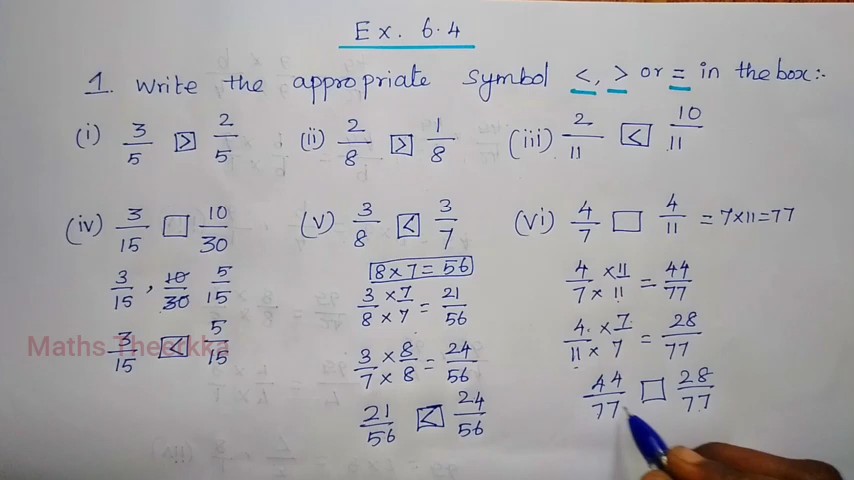 Ex. 6.4
1. Write the appropriate symbol <, > or = in the box:-
(i) 3/5 > 2/5 (ii) 2/8 > 1/8 (iii) 2/11 < 10/11
(iv) 3/15 □ 10/30 (v) 3/8 < 3/7 (vi) 4/7 □ 4/11 = 7×11=77
3/15 , 10/30 5/15 8×7=56 4/7 × 11/11 = 44/77
3/8 × 7/7 = 21/56
3/15 < 5/15 4/11 × 7/7 = 28/77
Maths Theerkka
3/7 × 8/8 = 24/56
44/77 □ 28/77
21/56 < 24/56